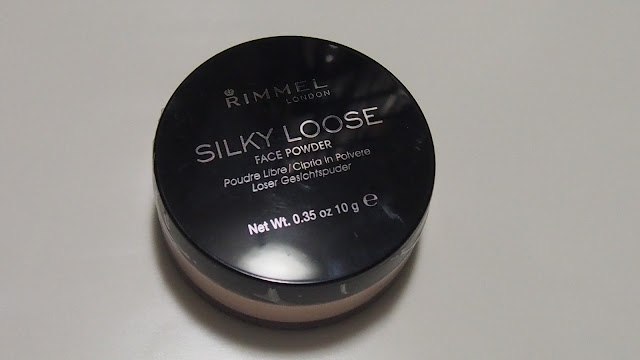 RIMMEL
LONDON
SILKY LOOSE
FACE POWDER
Poudre Libre/Cipria in Polvere
Loser Gesichtspuder
Net Wt. 0.35 oz 10 g ℮